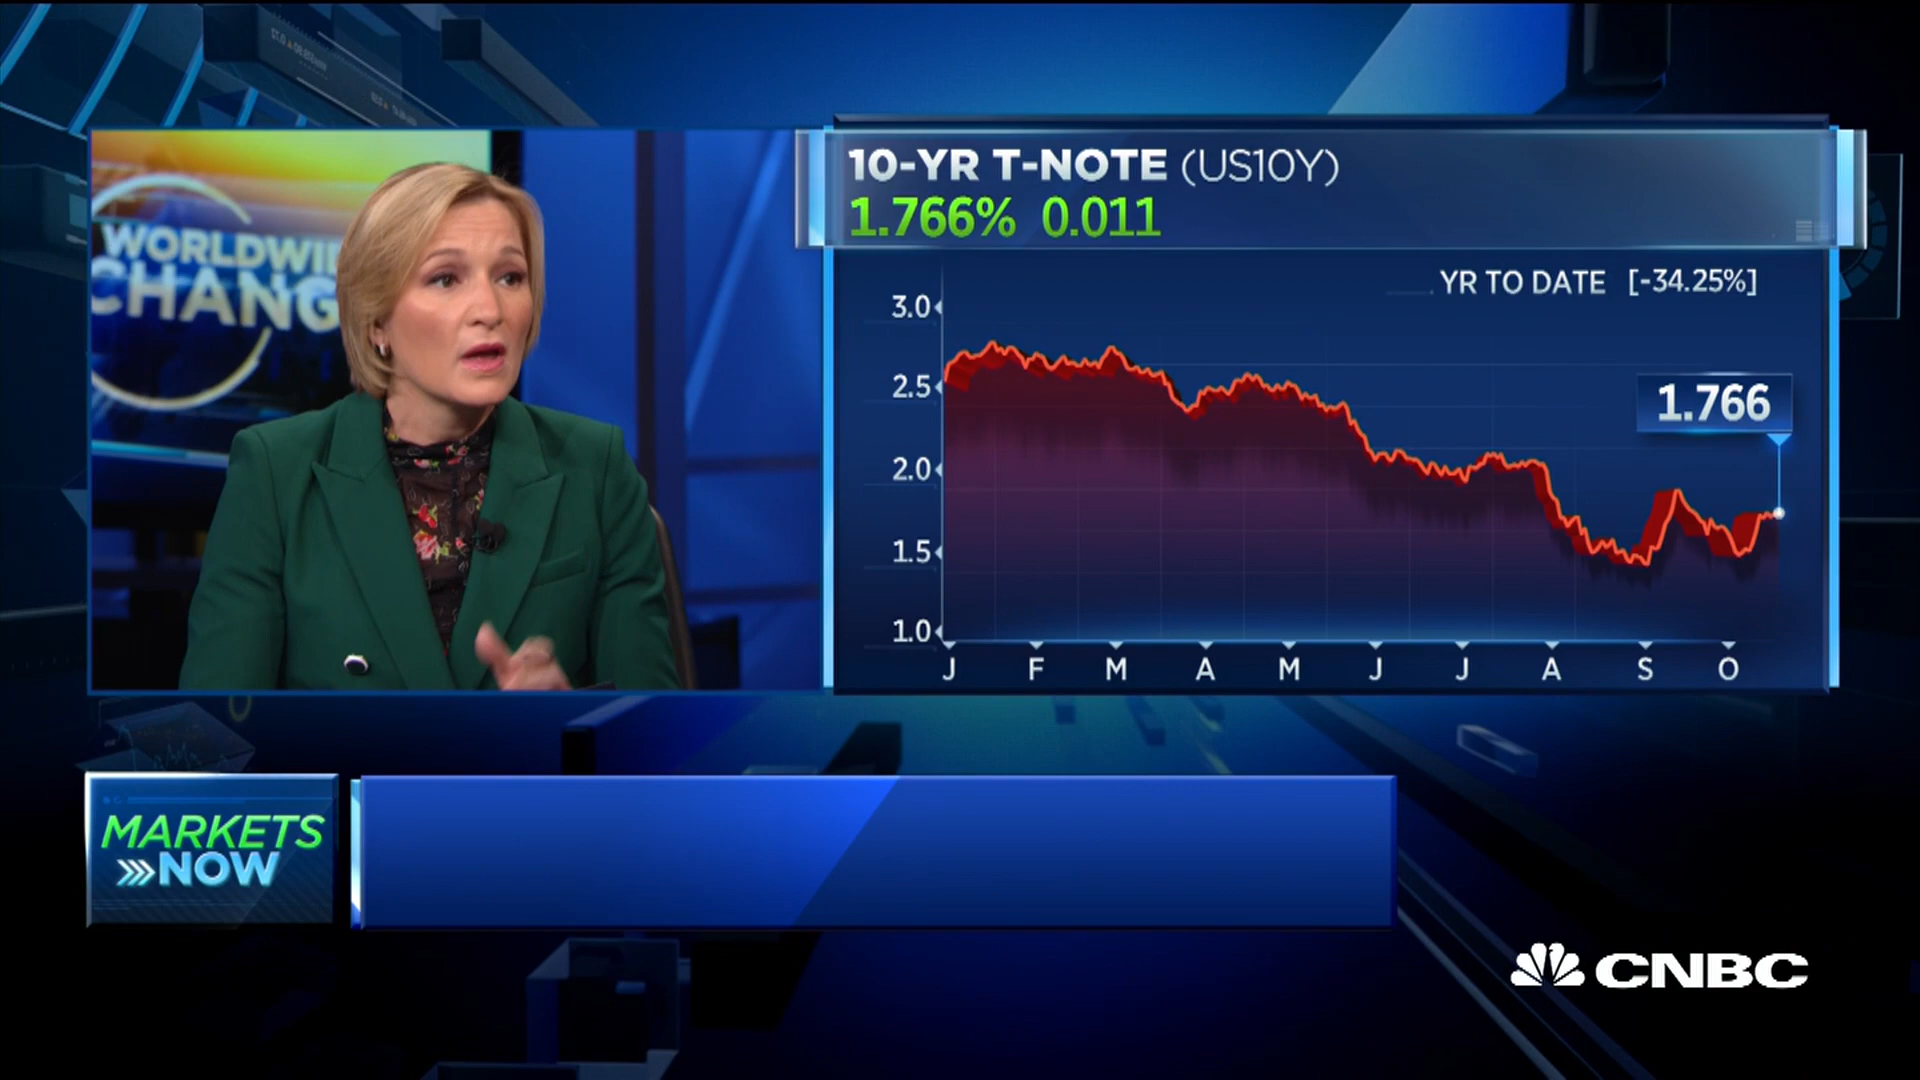 WORLDWI
CHANG
10-YR T-NOTE (US10Y)
1.766% 0.011
YR TO DATE [-34.25%]
3.0
2.5
2.0
1.5
1.0
1.766
J F M A M J J A S O
MARKETS
NOW
CNBC